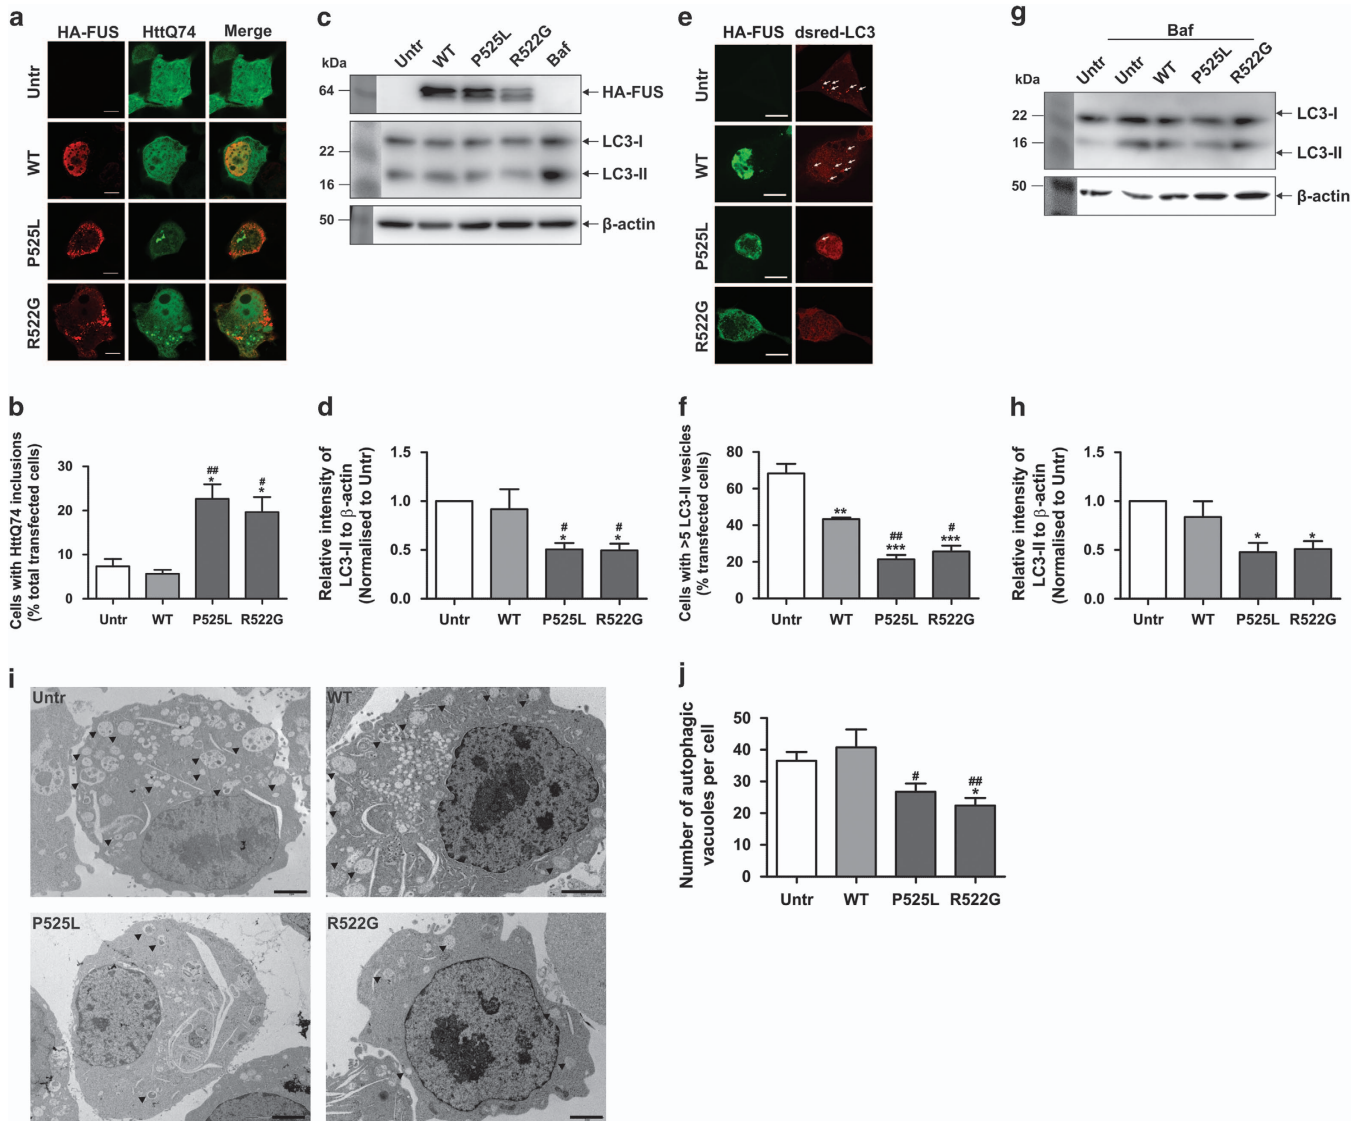 a
HA-FUS HttQ74 Merge
Untr
WT
P525L
R522G
c
Untr WT P525L R522G Baf
kDa
64
HA-FUS
LC3-I
22
LC3-II
16
50
β-actin
e
HA-FUS dsred-LC3
Untr
WT
P525L
R522G
g
Baf
Untr Untr WT P525L R522G
kDa
22
LC3-I
16
LC3-II
50
β-actin
b
Cells with HttQ74 inclusions
(% total transfected cells)
30
20
10
0
##
*
#
*
Untr WT P525L R522G
d
Relative intensity of
LC3-II to β-actin
(Normalised to Untr)
1.5
1.0
0.5
0.0
#
*
#
*
Untr WT P525L R522G
f
Cells with >5 LC3-II vesicles
(% transfected cells)
80
60
40
20
0
**
##
***
#
***
Untr WT P525L R522G
h
Relative intensity of
LC3-II to β-actin
(Normalised to Untr)
1.5
1.0
0.5
0.0
*
*
Untr WT P525L R522G
i
Untr
WT
P525L
R522G
j
Number of autophagic
vacuoles per cell
50
40
30
20
10
0
#
##
*
Untr WT P525L R522G